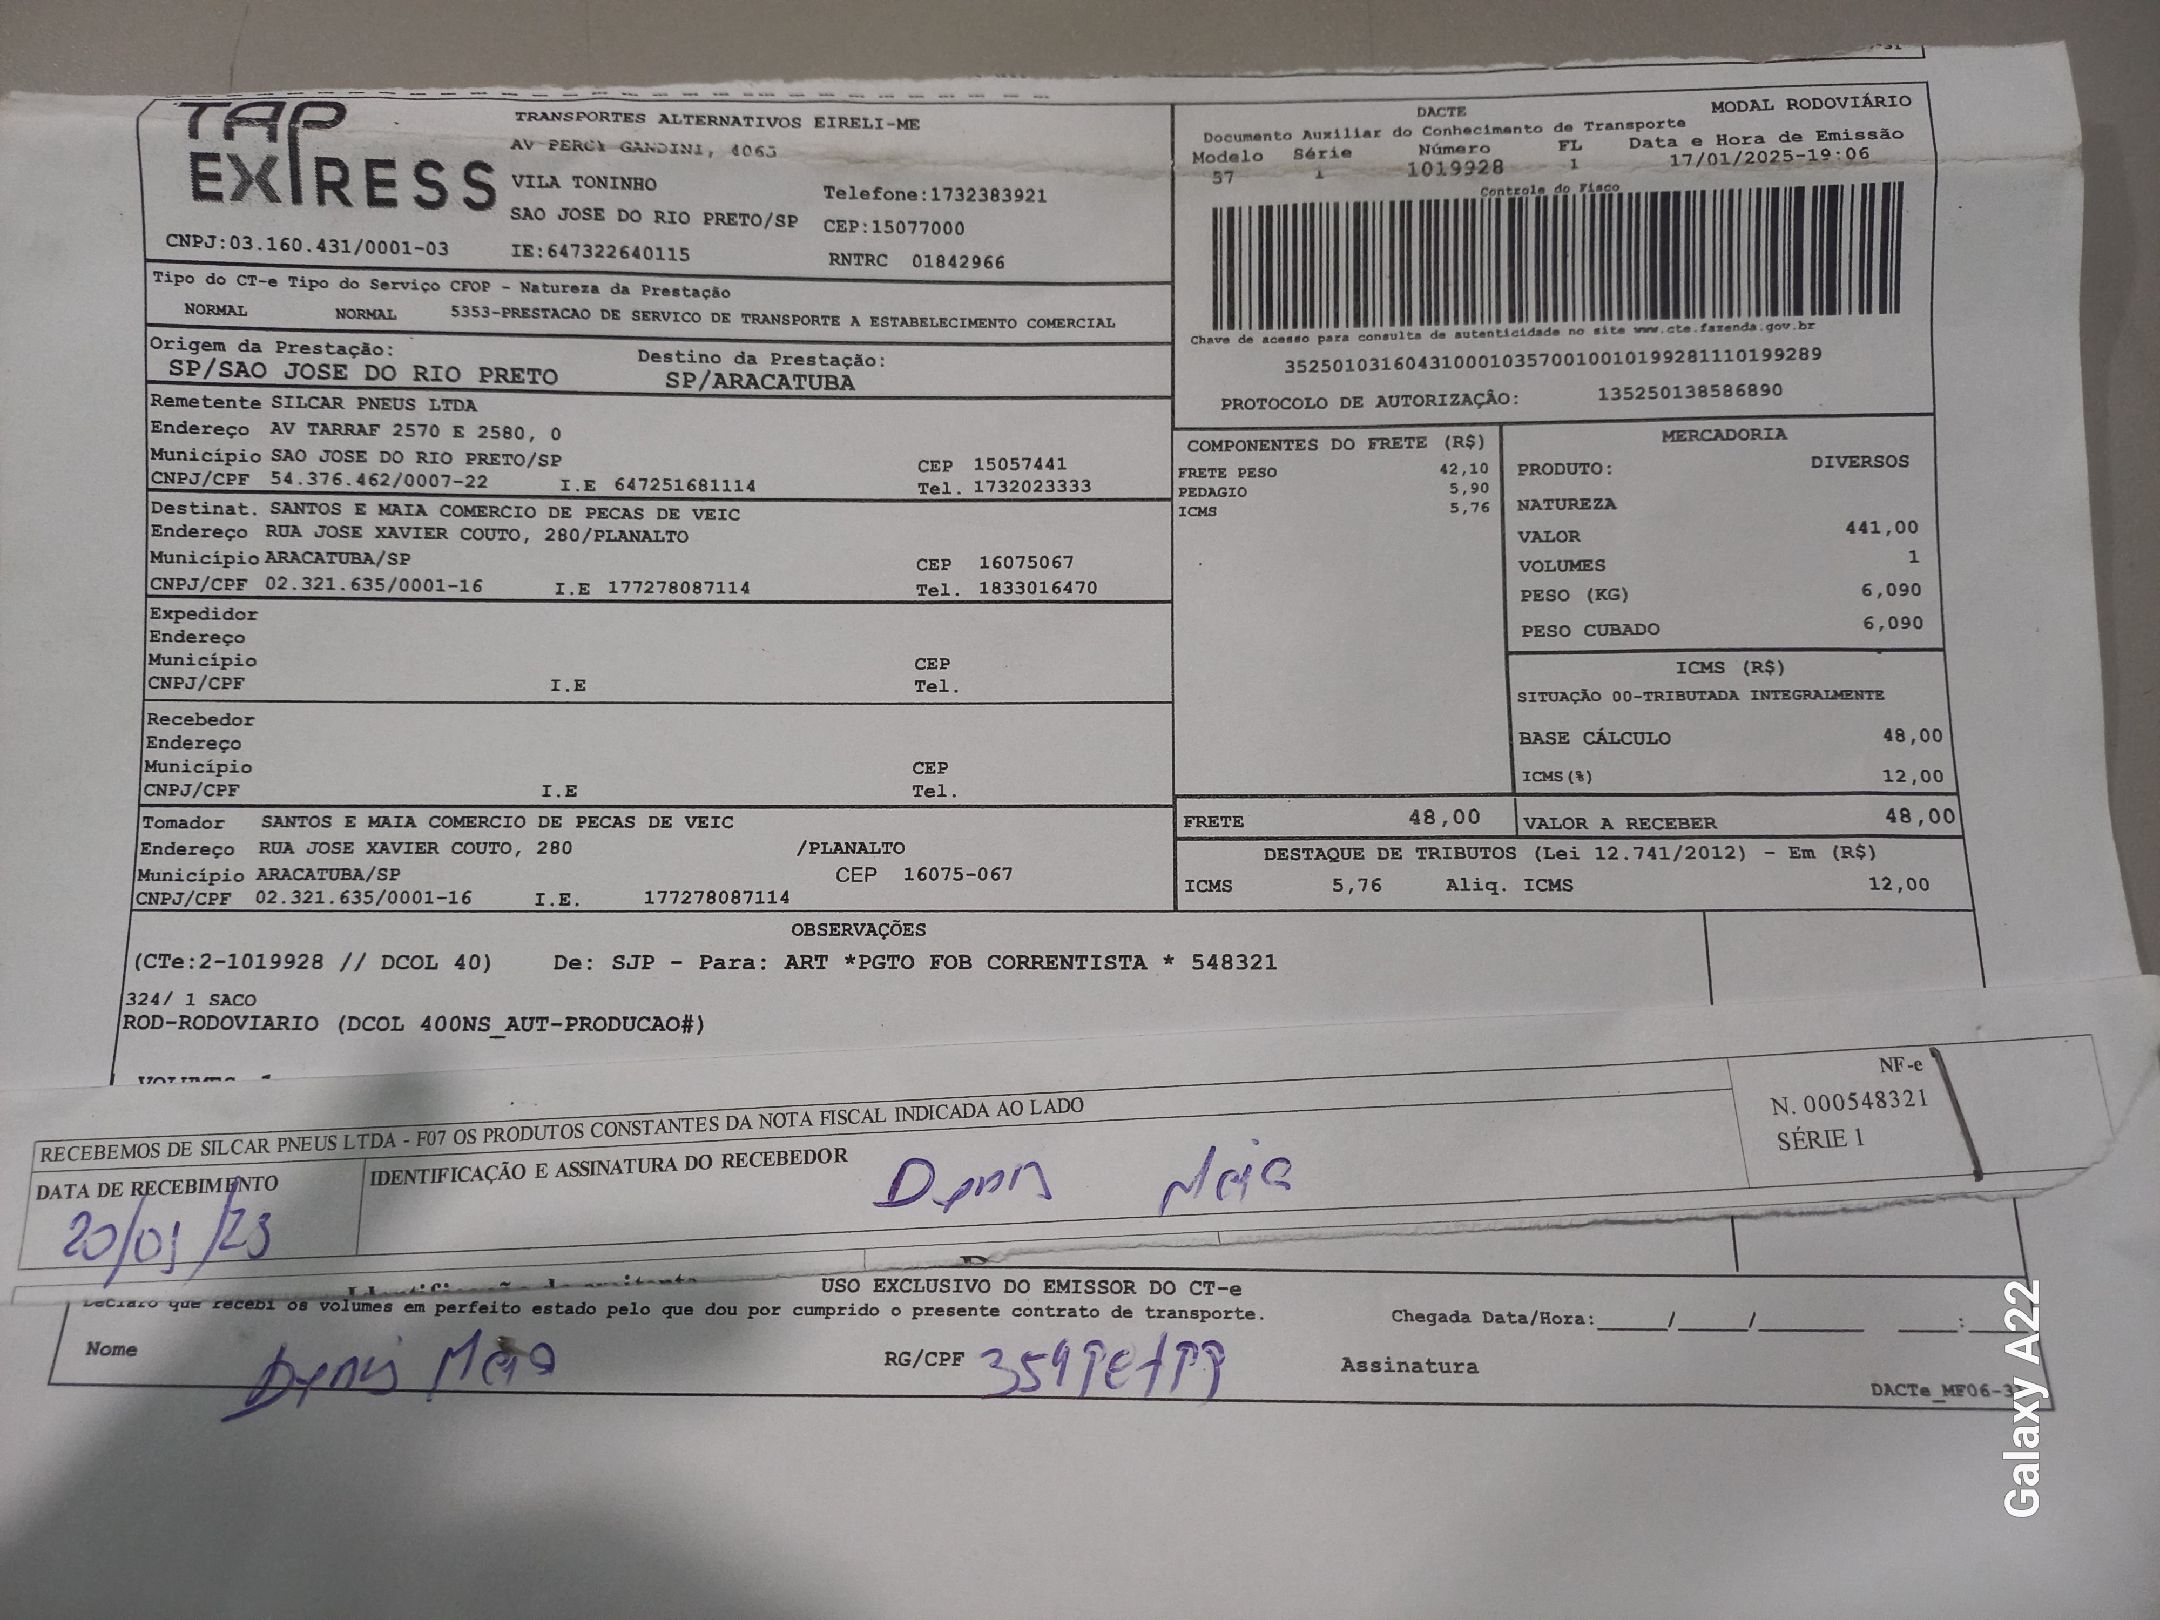 TAP EXPRESS
TRANSPORTES ALTERNATIVOS EIRELI-ME
AV PERCY GANDINI, 4065
VILA TONINHO
Telefone:1732383921
SAO JOSE DO RIO PRETO/SP CEP:15077000
CNPJ:03.160.431/0001-03 IE:647322640115 RNTRC 01842966
DACTE MODAL RODOVIÁRIO
Documento Auxiliar do Conhecimento de Transporte
Modelo Série Número FL Data e Hora de Emissão
57 1 1019928 1 17/01/2025-19:06
Controle do Fisco
Chave de acesso para consulta de autenticidade no site www.cte.fazenda.gov.br
35250103160431000103570010010199281110199289
PROTOCOLO DE AUTORIZAÇÃO: 135250138586890
Tipo do CT-e Tipo do Serviço CFOP - Natureza da Prestação
NORMAL NORMAL 5353-PRESTACAO DE SERVICO DE TRANSPORTE A ESTABELECIMENTO COMERCIAL
Origem da Prestação: Destino da Prestação:
SP/SAO JOSE DO RIO PRETO SP/ARACATUBA
Remetente SILCAR PNEUS LTDA
Endereço AV TARRAF 2570 E 2580, 0
Município SAO JOSE DO RIO PRETO/SP CEP 15057441
CNPJ/CPF 54.376.462/0007-22 I.E 647251681114 Tel. 1732023333
Destinat. SANTOS E MAIA COMERCIO DE PECAS DE VEIC
Endereço RUA JOSE XAVIER COUTO, 280/PLANALTO
Município ARACATUBA/SP CEP 16075067
CNPJ/CPF 02.321.635/0001-16 I.E 177278087114 Tel. 1833016470
Expedidor
Endereço
Município CEP
CNPJ/CPF I.E Tel.
Recebedor
Endereço
Município CEP
CNPJ/CPF I.E Tel.
Tomador SANTOS E MAIA COMERCIO DE PECAS DE VEIC
Endereço RUA JOSE XAVIER COUTO, 280 /PLANALTO
Município ARACATUBA/SP CEP 16075-067
CNPJ/CPF 02.321.635/0001-16 I.E. 177278087114
COMPONENTES DO FRETE (R$)
FRETE PESO 42,10
PEDAGIO 5,90
ICMS 5,76
MERCADORIA
PRODUTO: DIVERSOS
NATUREZA
VALOR 441,00
VOLUMES 1
PESO (KG) 6,090
PESO CUBADO 6,090
ICMS (R$)
SITUAÇÃO 00-TRIBUTADA INTEGRALMENTE
BASE CÁLCULO 48,00
ICMS(%) 12,00
FRETE 48,00 VALOR A RECEBER 48,00
DESTAQUE DE TRIBUTOS (Lei 12.741/2012) - Em (R$)
ICMS 5,76 Aliq. ICMS 12,00
OBSERVAÇÕES
(CTe:2-1019928 // DCOL 40) De: SJP - Para: ART *PGTO FOB CORRENTISTA * 548321
324/ 1 SACO
ROD-RODOVIARIO (DCOL 400NS_AUT-PRODUCAO#)
RECEBEMOS DE SILCAR PNEUS LTDA - F07 OS PRODUTOS CONSTANTES DA NOTA FISCAL INDICADA AO LADO
NF-e
N. 000548321
SÉRIE 1
DATA DE RECEBIMENTO IDENTIFICAÇÃO E ASSINATURA DO RECEBEDOR
20/01/25 Denis Maia
USO EXCLUSIVO DO EMISSOR DO CT-e
Declaro que recebi os volumes em perfeito estado pelo que dou por cumprido o presente contrato de transporte.
Chegada Data/Hora:_____/_____/_______ ____:____
Nome Denis Maia RG/CPF Assinatura
DACTe_MF06-3
Galaxy A22